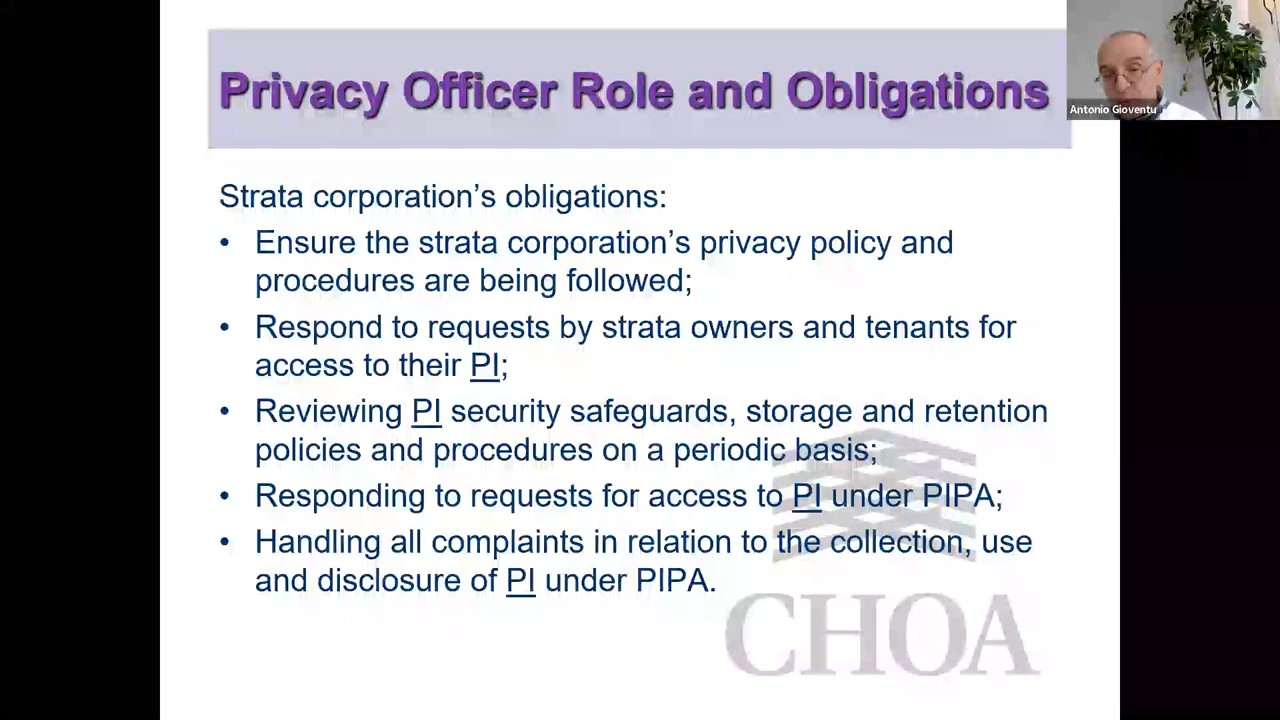 Privacy Officer Role and Obligations
Antonio Gioventu
Strata corporation’s obligations:
• Ensure the strata corporation’s privacy policy and
procedures are being followed;
• Respond to requests by strata owners and tenants for
access to their PI;
• Reviewing PI security safeguards, storage and retention
policies and procedures on a periodic basis;
• Responding to requests for access to PI under PIPA;
• Handling all complaints in relation to the collection, use
and disclosure of PI under PIPA.
CHOA